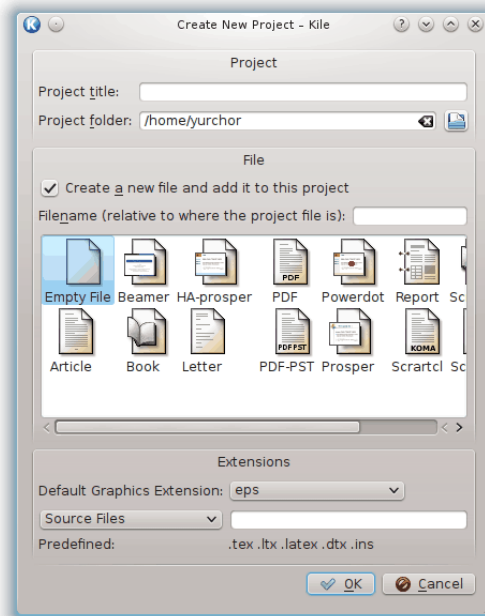 Create New Project – Kile
Project
Project title:
Project folder: /home/yurchor
File
Create a new file and add it to this project
Filename (relative to where the project file is):
PDF
Empty File Beamer HA-prosper PDF Powerdot Report Sc
PDF PST KOMA
Article Book Letter PDF-PST Prosper Scrartcl Sc
Extensions
Default Graphics Extension: eps
Source Files
Predefined: .tex .ltx .latex .dtx .ins
OK Cancel